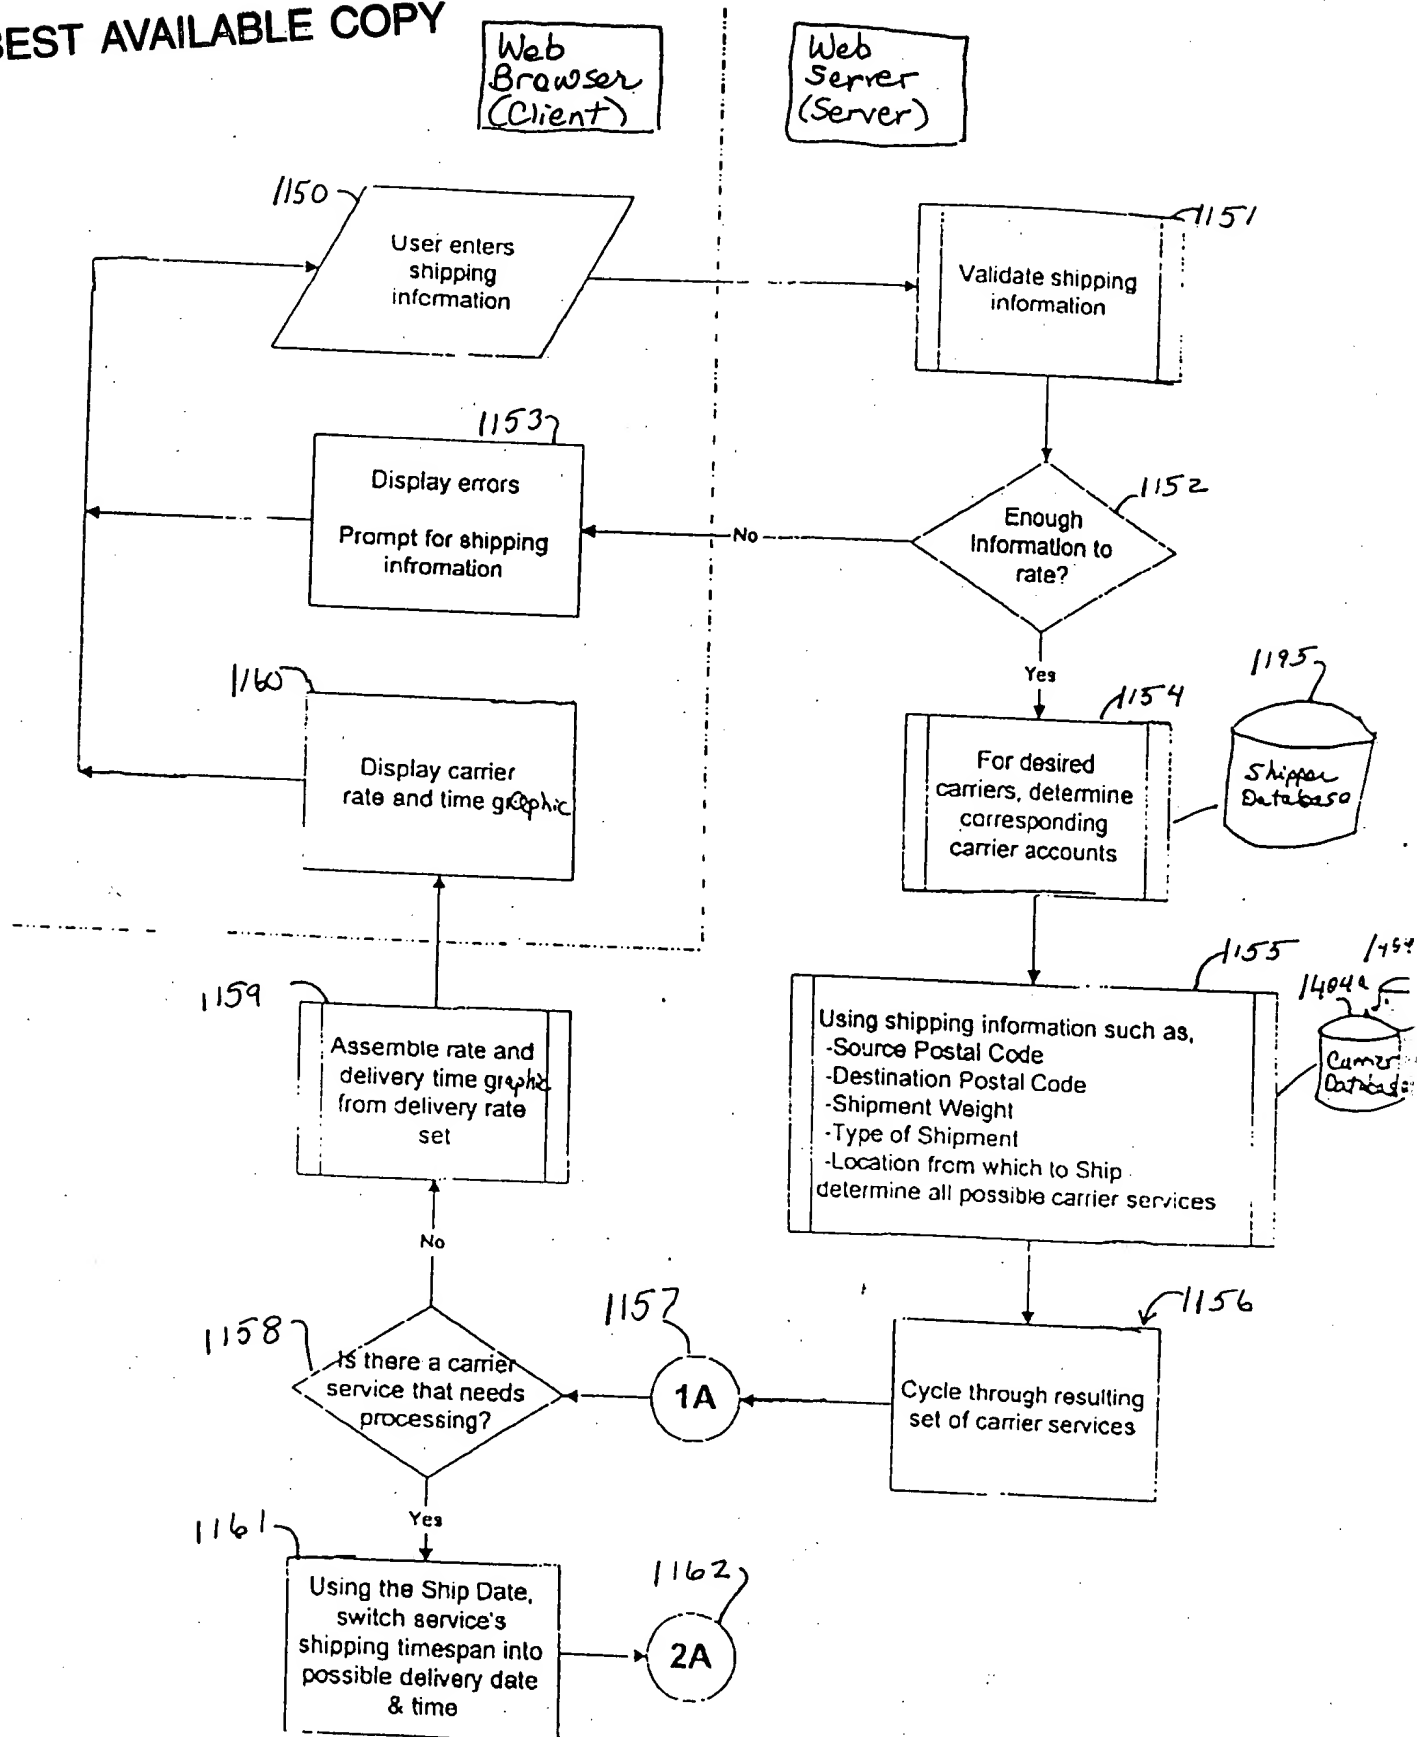 BEST AVAILABLE COPY
Web
Browser
(Client)
Web
Server
(Server)
1150
User enters
shipping
infcrmation
1151
Validate shipping
information
1153
Display errors
Prompt for shipping
infromation
No
1152
Enough
Information to
rate?
Yes
1160
Display carrier
rate and time graphic
1154
For desired
carriers, determine
corresponding
carrier accounts
1195
Shipper
Database
1159
Assemble rate and
delivery time graphic
from delivery rate
set
1155
Using shipping information such as,
-Source Postal Code
-Destination Postal Code
-Shipment Weight
-Type of Shipment
-Location from which to Ship
determine all possible carrier services
1404a
Carrier
Database
No
1158
Is there a carrier
service that needs
processing?
1157
1A
1156
Cycle through resulting
set of carrier services
Yes
1161
Using the Ship Date,
switch service's
shipping timespan into
possible delivery date
& time
1162
2A